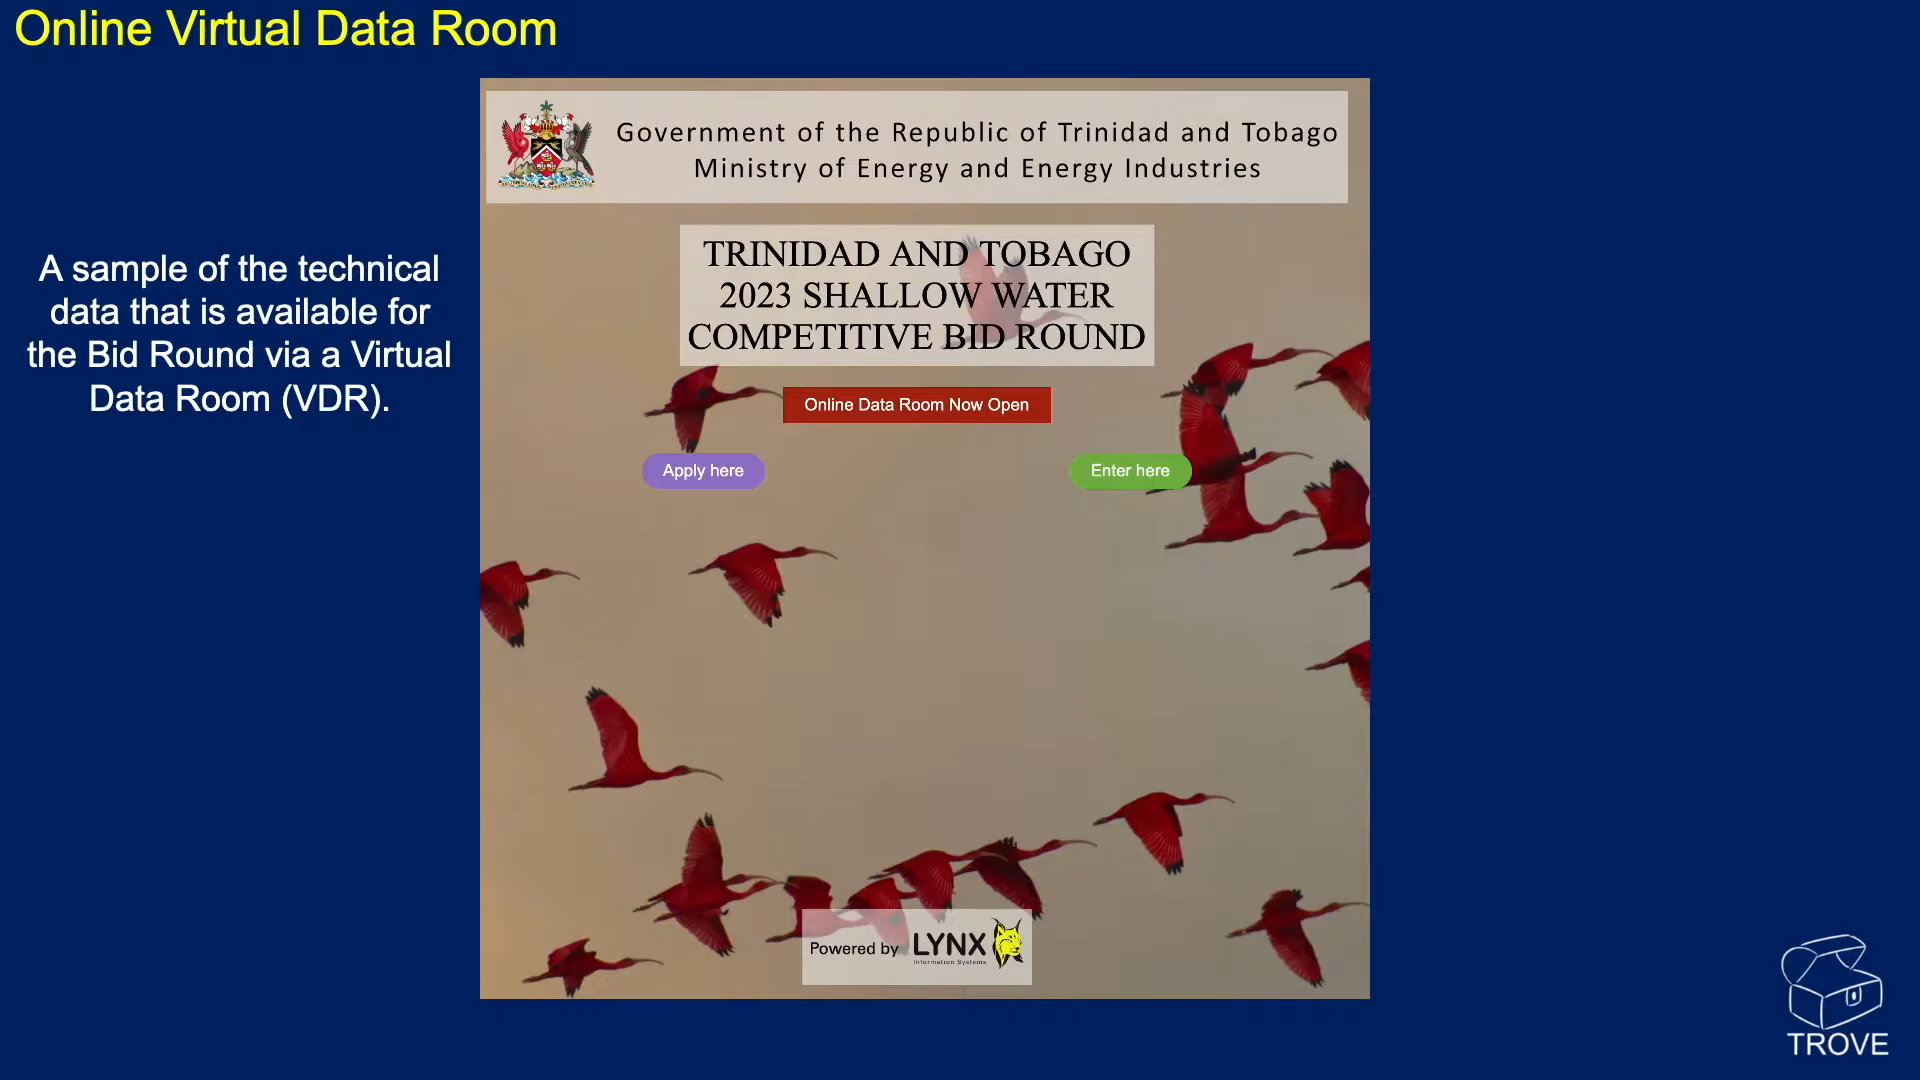 Online Virtual Data Room
Government of the Republic of Trinidad and Tobago
Ministry of Energy and Energy Industries
A sample of the technical
data that is available for
the Bid Round via a Virtual
Data Room (VDR).
TRINIDAD AND TOBAGO
2023 SHALLOW WATER
COMPETITIVE BID ROUND
Online Data Room Now Open
Apply here
Enter here
Powered by LYNX
Information Systems
TROVE